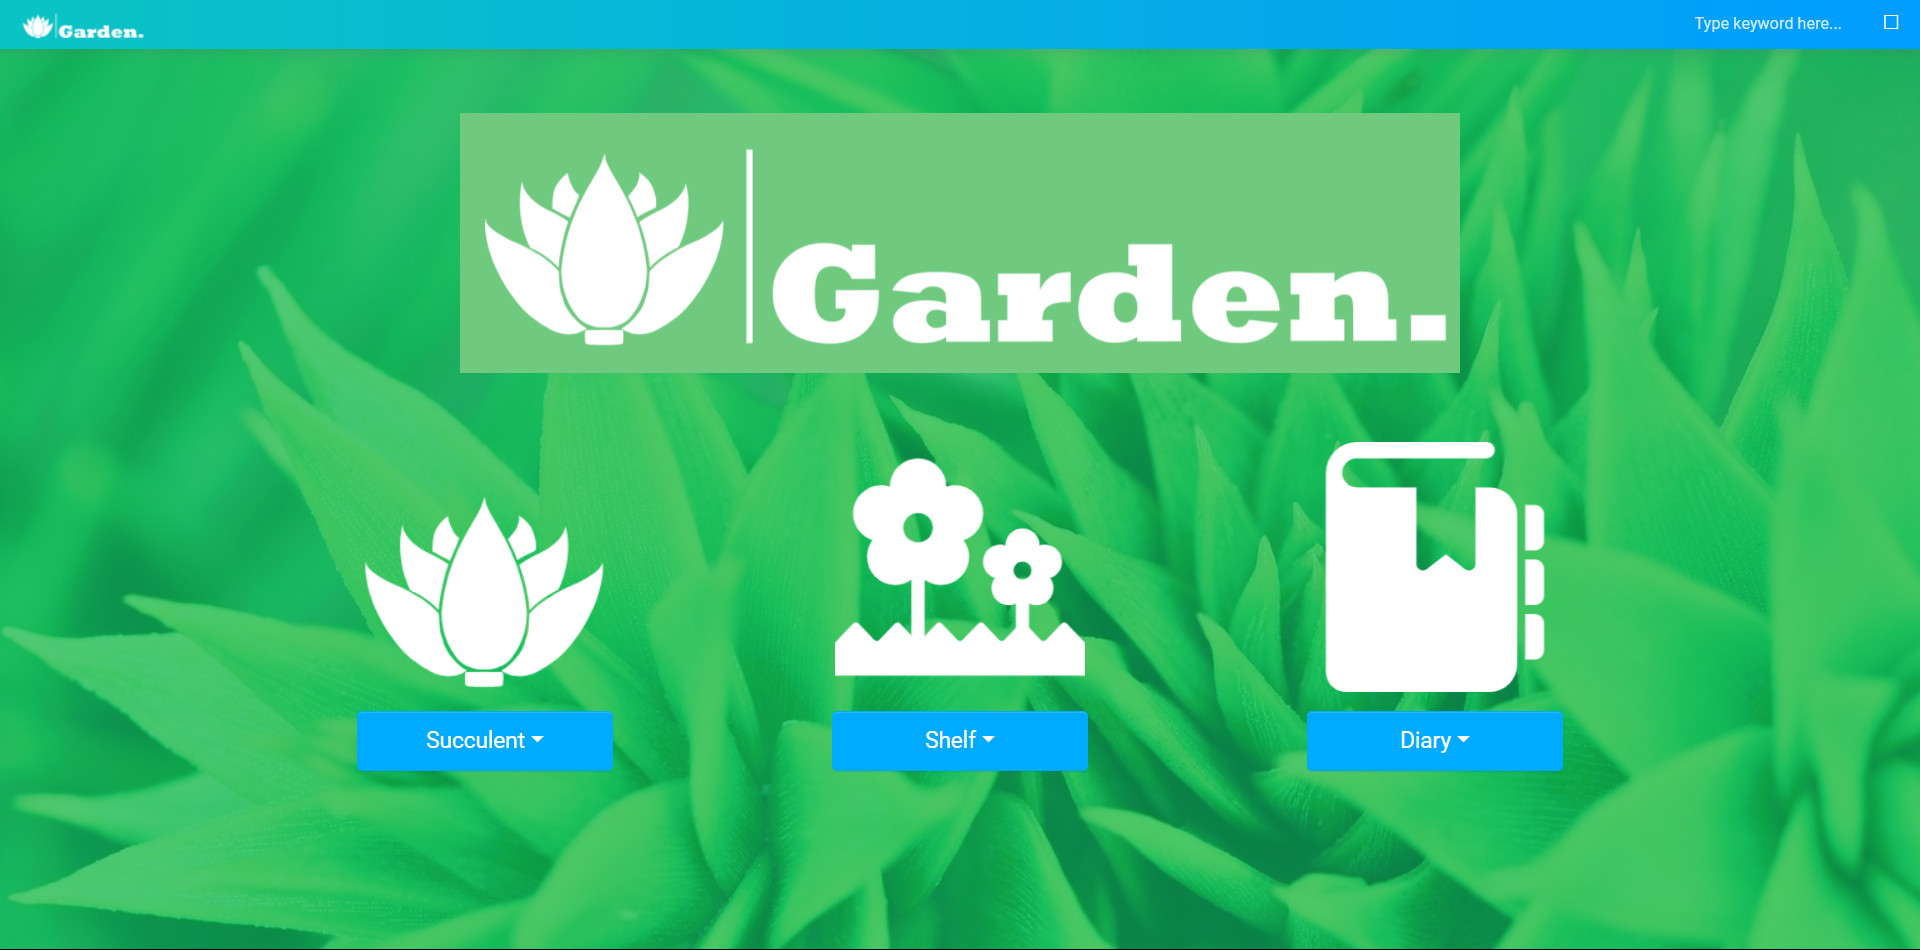 Garden.
Type keyword here...
Garden.
Succulent
Shelf
Diary